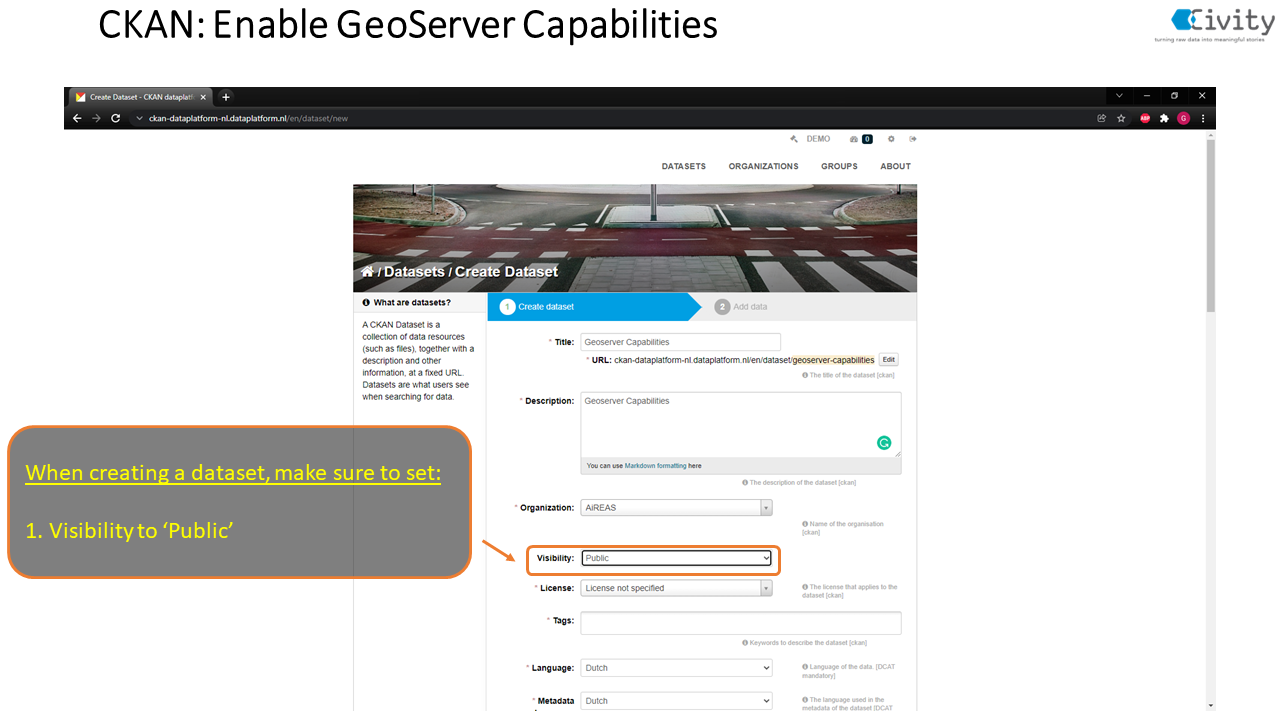 CKAN: Enable GeoServer Capabilities
Civity
turning raw data into meaningful stories
Create Dataset - CKAN dataplatf
ckan-dataplatform-nl.dataplatform.nl/en/dataset/new
ABP
G
DEMO
0
DATASETS
ORGANIZATIONS
GROUPS
ABOUT
/ Datasets / Create Dataset
What are datasets?
A CKAN Dataset is a
collection of data resources
(such as files), together with a
description and other
information, at a fixed URL.
Datasets are what users see
when searching for data.
1 Create dataset
2 Add data
* Title: Geoserver Capabilities
* URL: ckan-dataplatform-nl.dataplatform.nl/en/dataset/geoserver-capabilities Edit
The title of the dataset [ckan]
* Description: Geoserver Capabilities
You can use Markdown formatting here
The description of the dataset [ckan]
* Organization: AiREAS
Name of the organisation
[ckan]
Visibility: Public
* License: License not specified
The license that applies to the
dataset [ckan]
* Tags:
Keywords to describe the dataset [ckan]
* Language: Dutch
Language of the data. [DCAT
mandatory]
* Metadata Dutch
The language used in the
metadata of the dataset [DCAT
When creating a dataset, make sure to set:
1. Visibility to ‘Public’